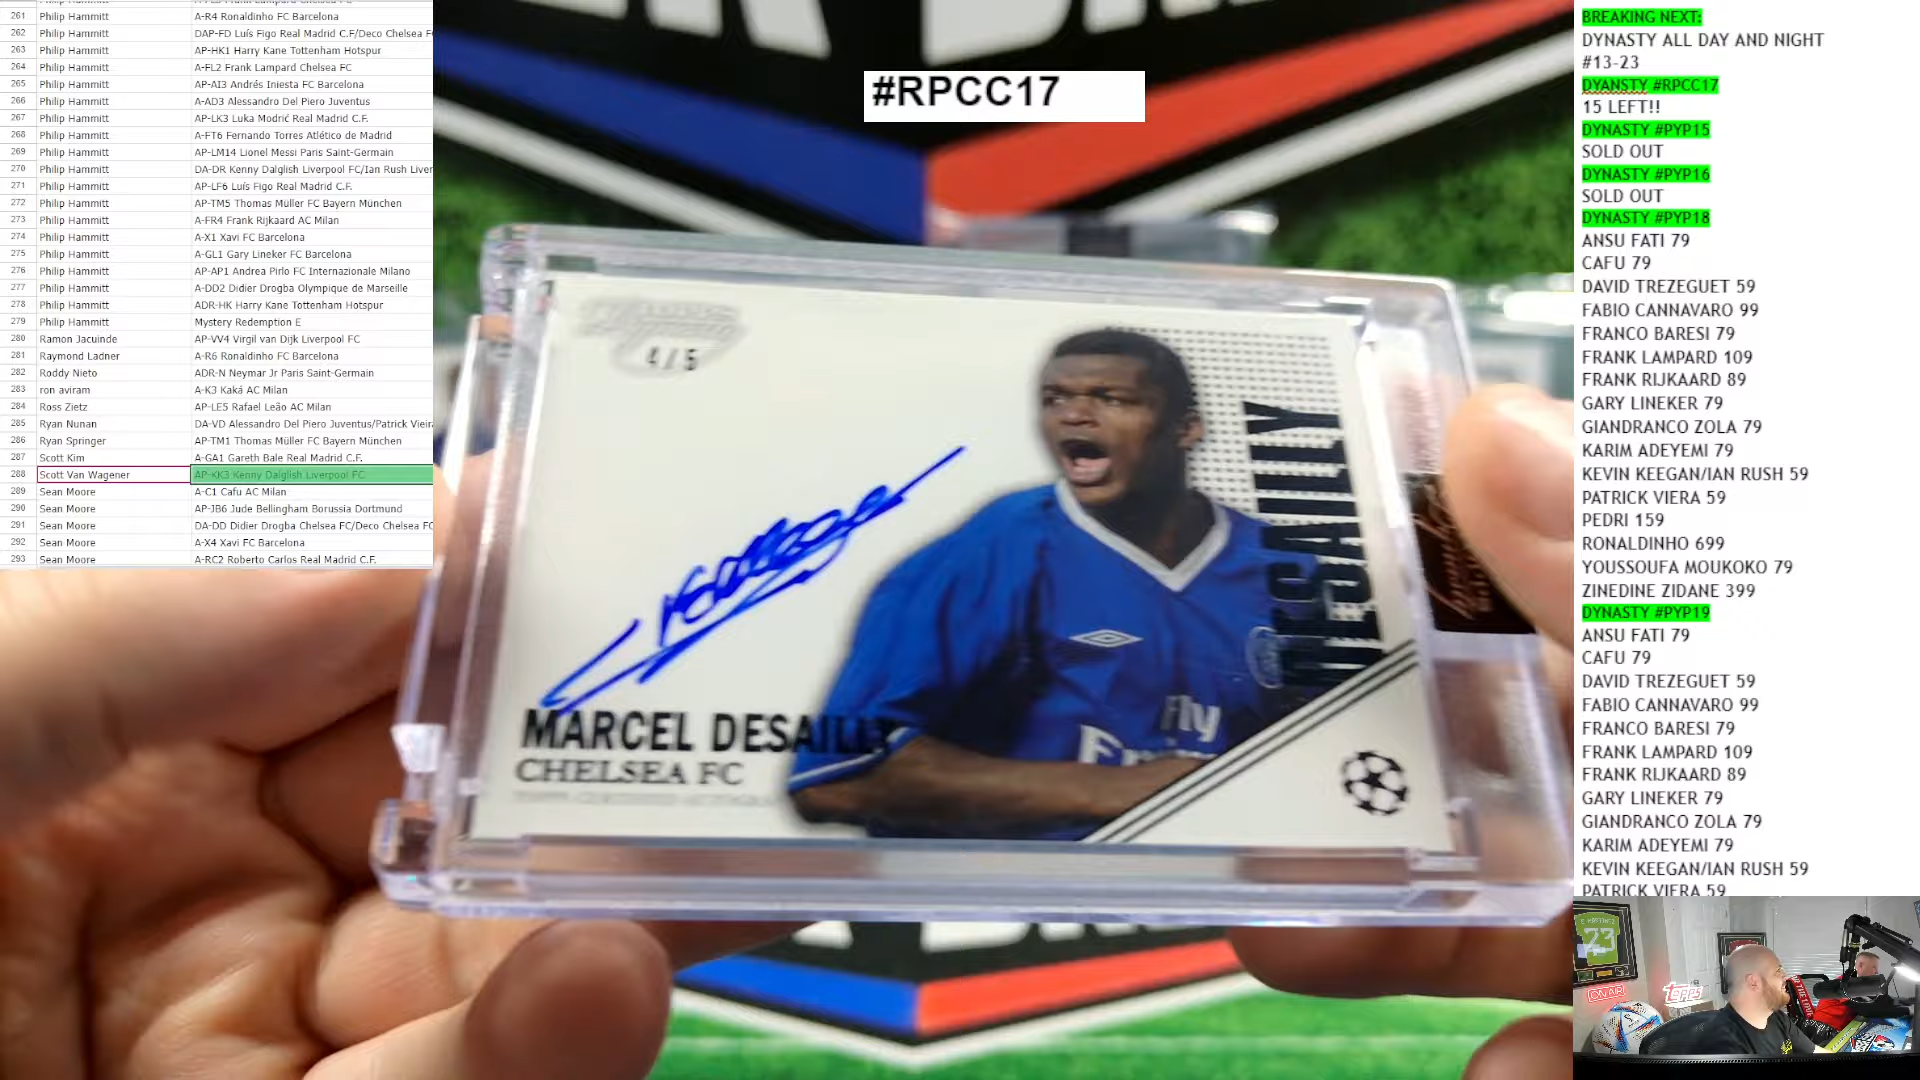 261 Philip Hammitt A-R4 Ronaldinho FC Barcelona
262 Philip Hammitt DAP-FD Luís Figo Real Madrid C.F/Deco Chelsea F
263 Philip Hammitt AP-HK1 Harry Kane Tottenham Hotspur
264 Philip Hammitt A-FL2 Frank Lampard Chelsea FC
265 Philip Hammitt AP-AI3 Andrés Iniesta FC Barcelona
266 Philip Hammitt A-AD3 Alessandro Del Piero Juventus
267 Philip Hammitt AP-LK3 Luka Modrić Real Madrid C.F.
268 Philip Hammitt A-FT6 Fernando Torres Atlético de Madrid
269 Philip Hammitt AP-LM14 Lionel Messi Paris Saint-Germain
270 Philip Hammitt DA-DR Kenny Dalglish Liverpool FC/Ian Rush Liver
271 Philip Hammitt AP-LF6 Luís Figo Real Madrid C.F.
272 Philip Hammitt AP-TM5 Thomas Müller FC Bayern München
273 Philip Hammitt A-FR4 Frank Rijkaard AC Milan
274 Philip Hammitt A-X1 Xavi FC Barcelona
275 Philip Hammitt A-GL1 Gary Lineker FC Barcelona
276 Philip Hammitt AP-AP1 Andrea Pirlo FC Internazionale Milano
277 Philip Hammitt A-DD2 Didier Drogba Olympique de Marseille
278 Philip Hammitt ADR-HK Harry Kane Tottenham Hotspur
279 Philip Hammitt Mystery Redemption E
280 Ramon Jacuinde AP-VV4 Virgil van Dijk Liverpool FC
281 Raymond Ladner A-R6 Ronaldinho FC Barcelona
282 Roddy Nieto ADR-N Neymar Jr Paris Saint-Germain
283 ron aviram A-K3 Kaká AC Milan
284 Ross Zietz AP-LE5 Rafael Leão AC Milan
285 Ryan Nunan DA-VD Alessandro Del Piero Juventus/Patrick Vieir
286 Ryan Springer AP-TM1 Thomas Müller FC Bayern München
287 Scott Kim A-GA1 Gareth Bale Real Madrid C.F.
288 Scott Van Wagener AP-KK3 Kenny Dalglish Liverpool FC
289 Sean Moore A-C1 Cafu AC Milan
290 Sean Moore AP-JB6 Jude Bellingham Borussia Dortmund
291 Sean Moore DA-DD Didier Drogba Chelsea FC/Deco Chelsea FC
292 Sean Moore A-X4 Xavi FC Barcelona
293 Sean Moore A-RC2 Roberto Carlos Real Madrid C.F.
#RPCC17
4/5
DESAILLY
MARCEL DESAILLY
CHELSEA FC
Fly
BREAKING NEXT:
DYNASTY ALL DAY AND NIGHT
#13-23
DYANSTY #RPCC17
15 LEFT!!
DYNASTY #PYP15
SOLD OUT
DYNASTY #PYP16
SOLD OUT
DYNASTY #PYP18
ANSU FATI 79
CAFU 79
DAVID TREZEGUET 59
FABIO CANNAVARO 99
FRANCO BARESI 79
FRANK LAMPARD 109
FRANK RIJKAARD 89
GARY LINEKER 79
GIANDRANCO ZOLA 79
KARIM ADEYEMI 79
KEVIN KEEGAN/IAN RUSH 59
PATRICK VIERA 59
PEDRI 159
RONALDINHO 699
YOUSSOUFA MOUKOKO 79
ZINEDINE ZIDANE 399
DYNASTY #PYP19
ANSU FATI 79
CAFU 79
DAVID TREZEGUET 59
FABIO CANNAVARO 99
FRANCO BARESI 79
FRANK LAMPARD 109
FRANK RIJKAARD 89
GARY LINEKER 79
GIANDRANCO ZOLA 79
KARIM ADEYEMI 79
KEVIN KEEGAN/IAN RUSH 59
PATRICK VIERA 59
23
ON AIR
topps